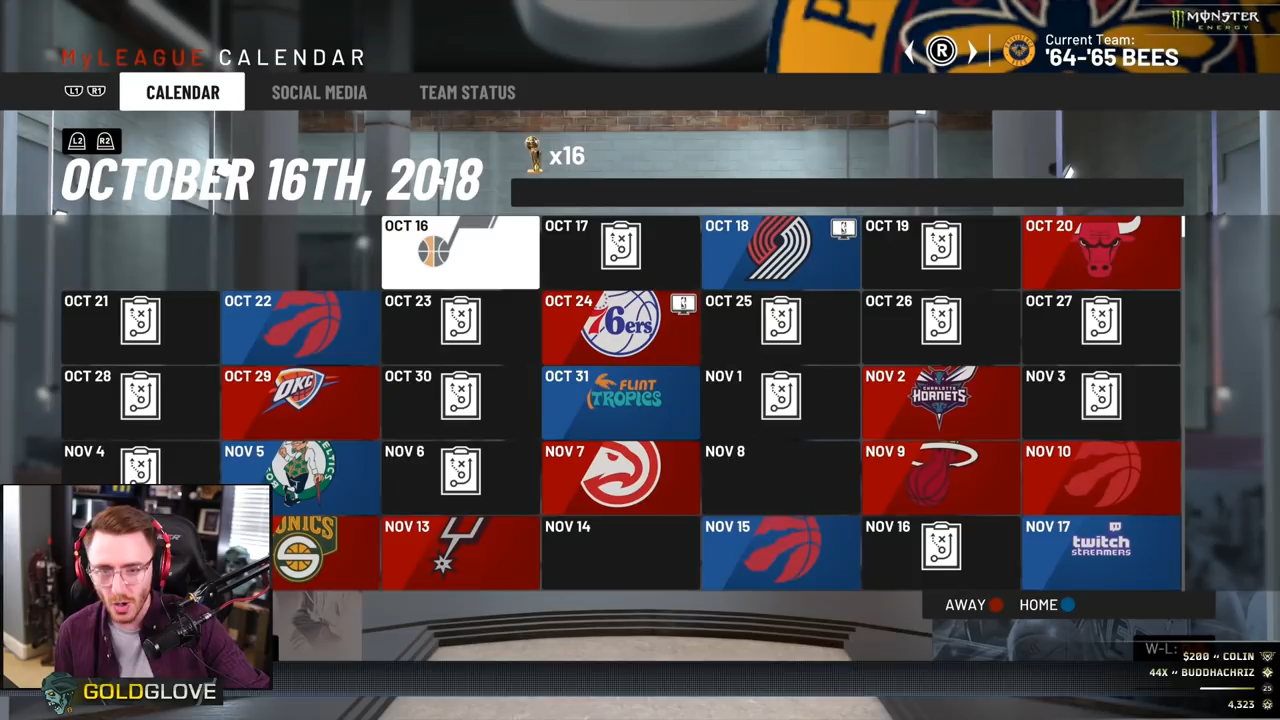 MONSTER
ENERGY
MyLEAGUE CALENDAR
R
Current Team:
'64-'65 BEES
L1 R1
CALENDAR
SOCIAL MEDIA
TEAM STATUS
L2 R2
OCTOBER 16TH, 2018
x16
OCT 16
OCT 17
OCT 18
OCT 19
OCT 20
OCT 21
OCT 22
OCT 23
OCT 24
76ers
OCT 25
OCT 26
OCT 27
OCT 28
OCT 29
OKC
OCT 30
OCT 31
FLINT
TROPICS
NOV 1
NOV 2
CHARLOTTE
HORNETS
NOV 3
NOV 4
NOV 5
CELTICS
NOV 6
NOV 7
NOV 8
NOV 9
NOV 10
ONICS
NOV 13
NOV 14
NOV 15
NOV 16
NOV 17
twitch
STREAMERS
AWAY
HOME
W-L:
$200 -- COLIN
44X -- BUDDHACHRIZ
25
4,323
GOLDGLOVE